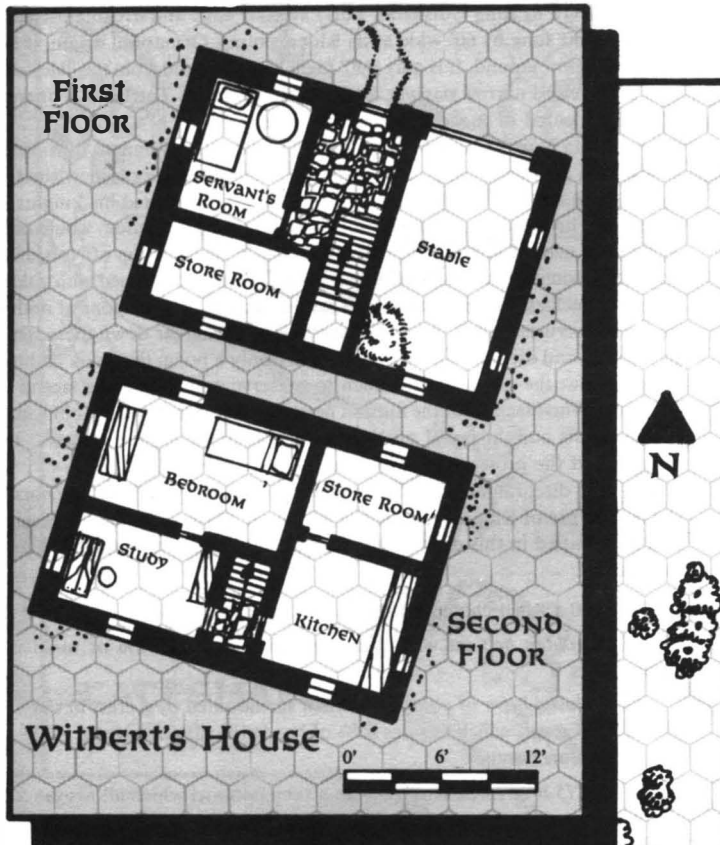 First
Floor
Servant's
Room
Store Room
Stable
Bedroom
Store Room
Study
Kitchen
Second
Floor
Witbert's House
0' 6' 12'
N